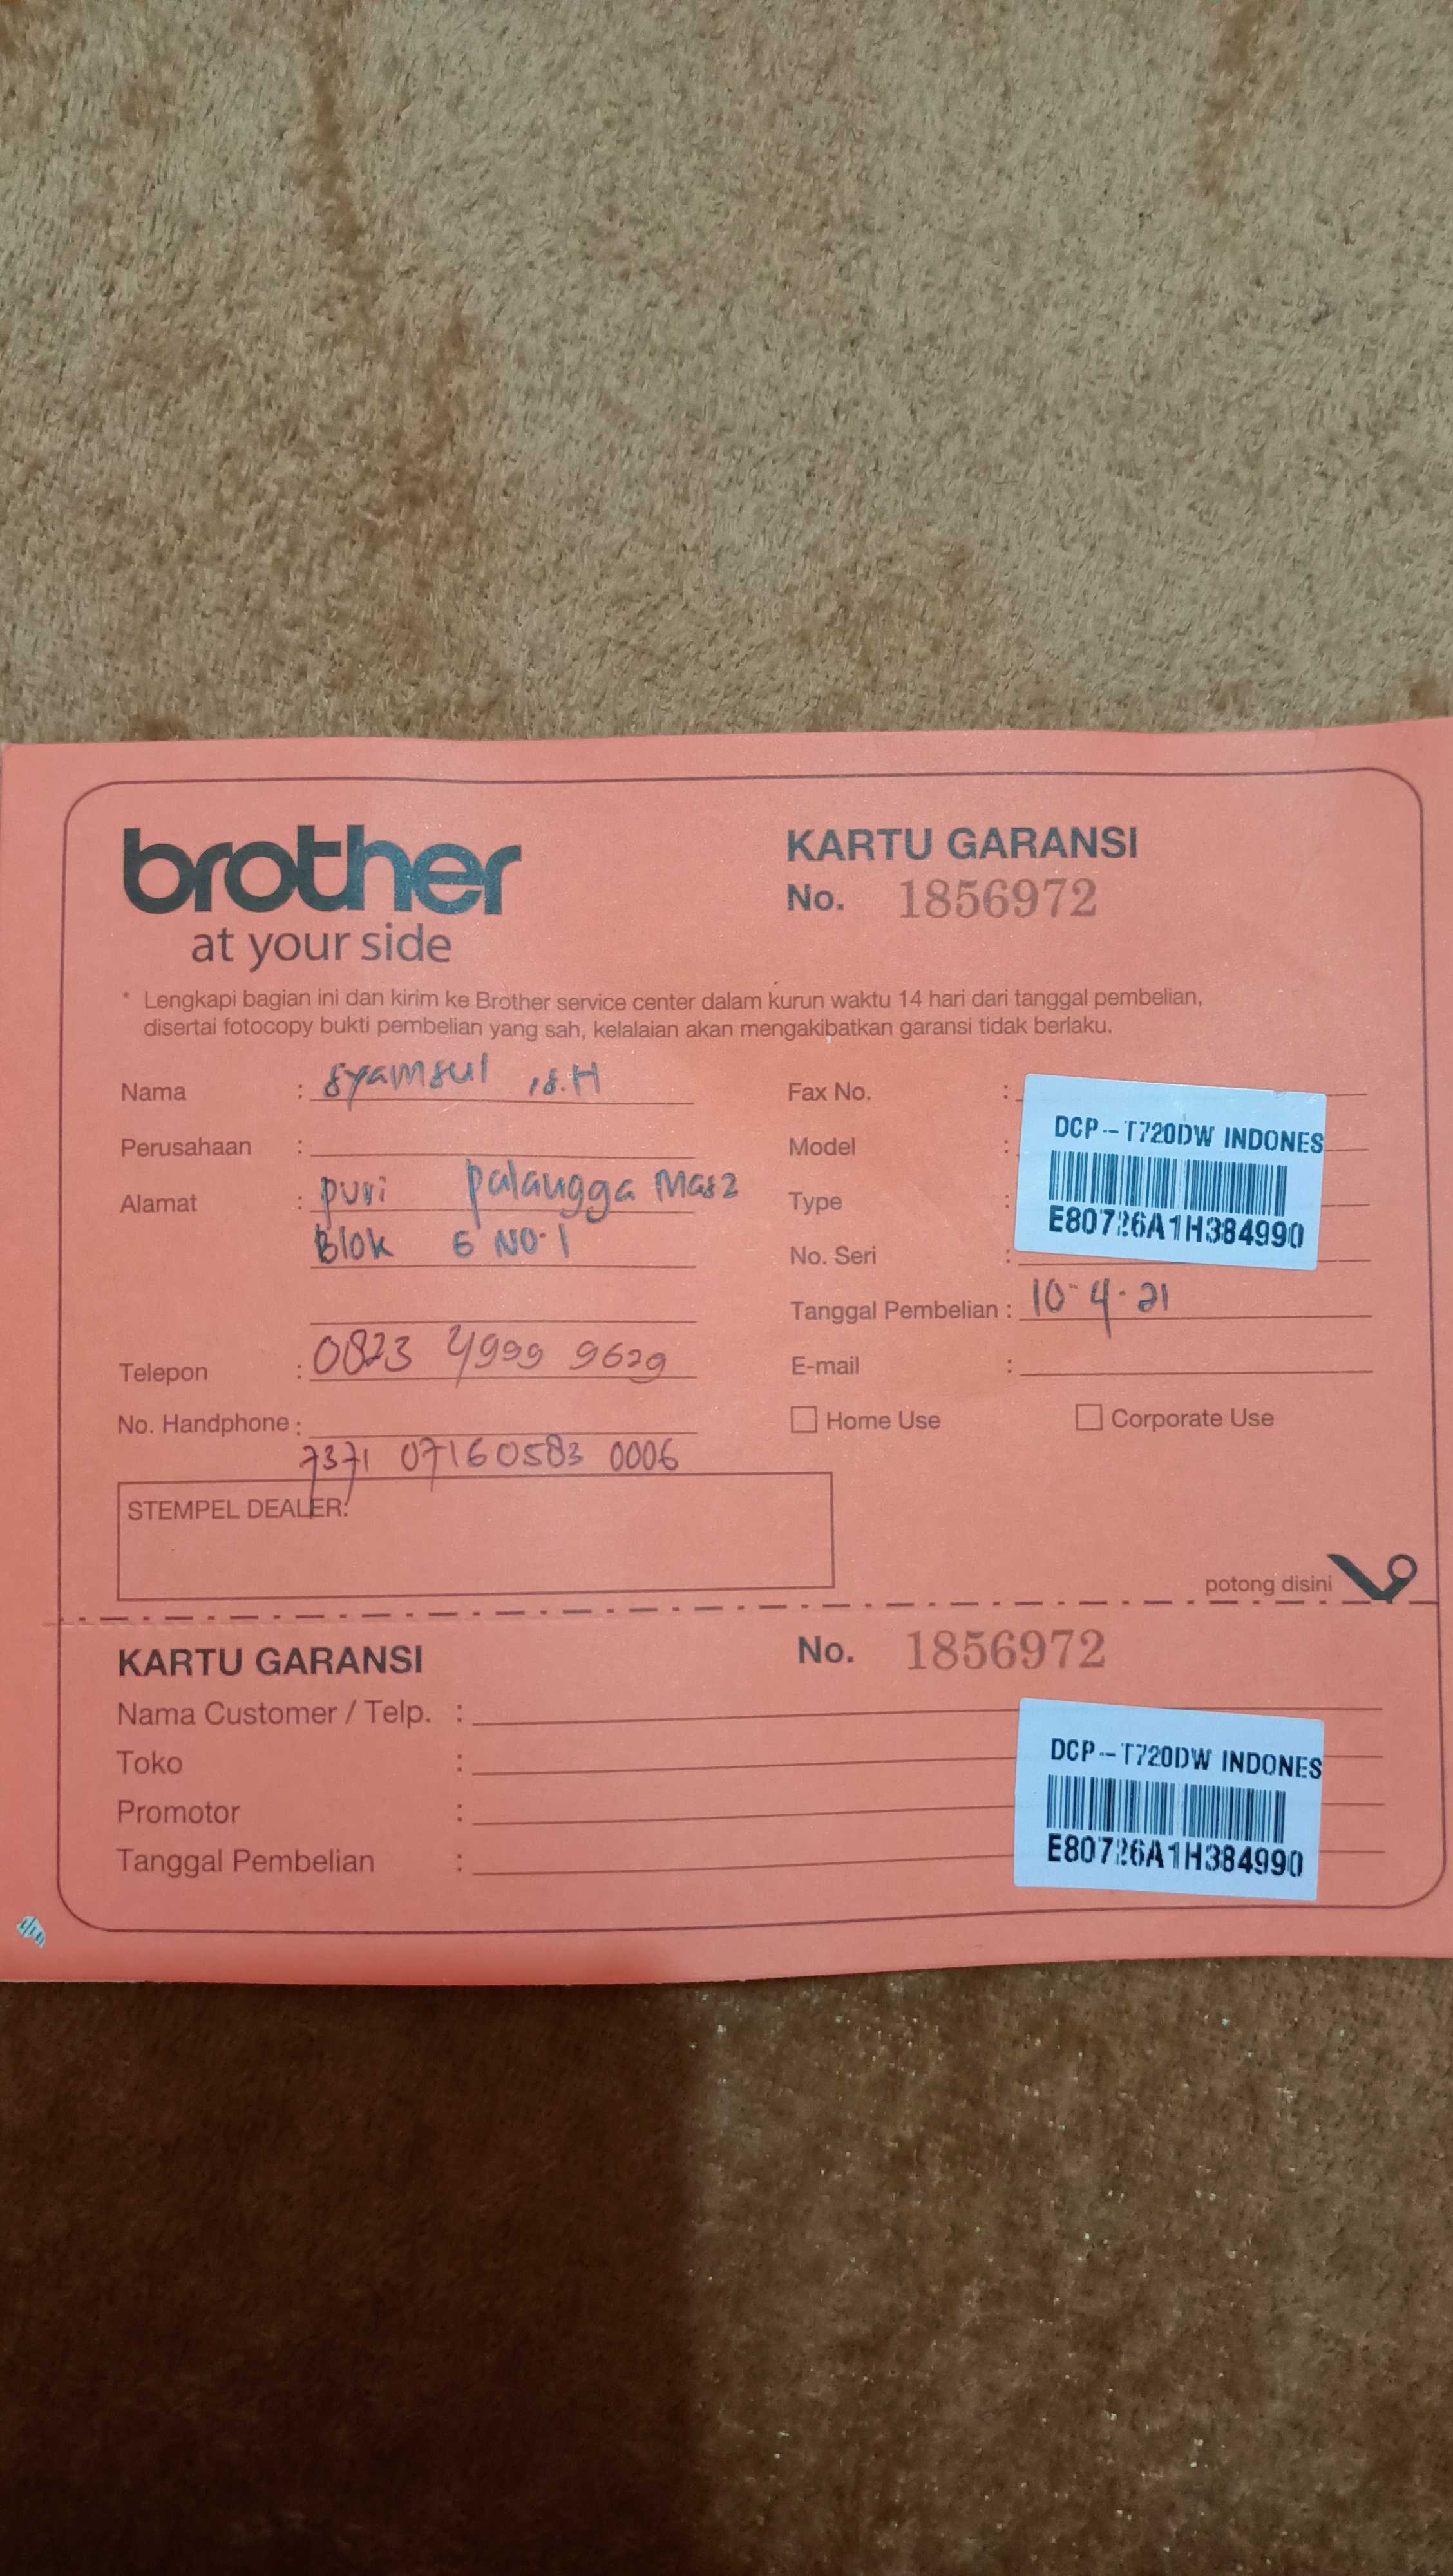 brother
at your side
KARTU GARANSI
No. 1856972
* Lengkapi bagian ini dan kirim ke Brother service center dalam kurun waktu 14 hari dari tanggal pembelian,
disertai fotocopy bukti pembelian yang sah, kelalaian akan mengakibatkan garansi tidak berlaku.
Nama : Syamsul ,S.H
Perusahaan :
Alamat : puri palangga Mas 2
Blok NO. 1
Telepon : 0823 4999 9629
No. Handphone :
7371 07160583 0006
STEMPEL DEALER:
Fax No. :
Model :
Type :
No. Seri :
DCP-T720DW INDONES
E80726A1H384990
Tanggal Pembelian : 10-4-21
E-mail :
Home Use Corporate Use
potong disini
KARTU GARANSI No. 1856972
Nama Customer / Telp. :
Toko :
Promotor :
Tanggal Pembelian :
DCP-T720DW INDONES
E80726A1H384990